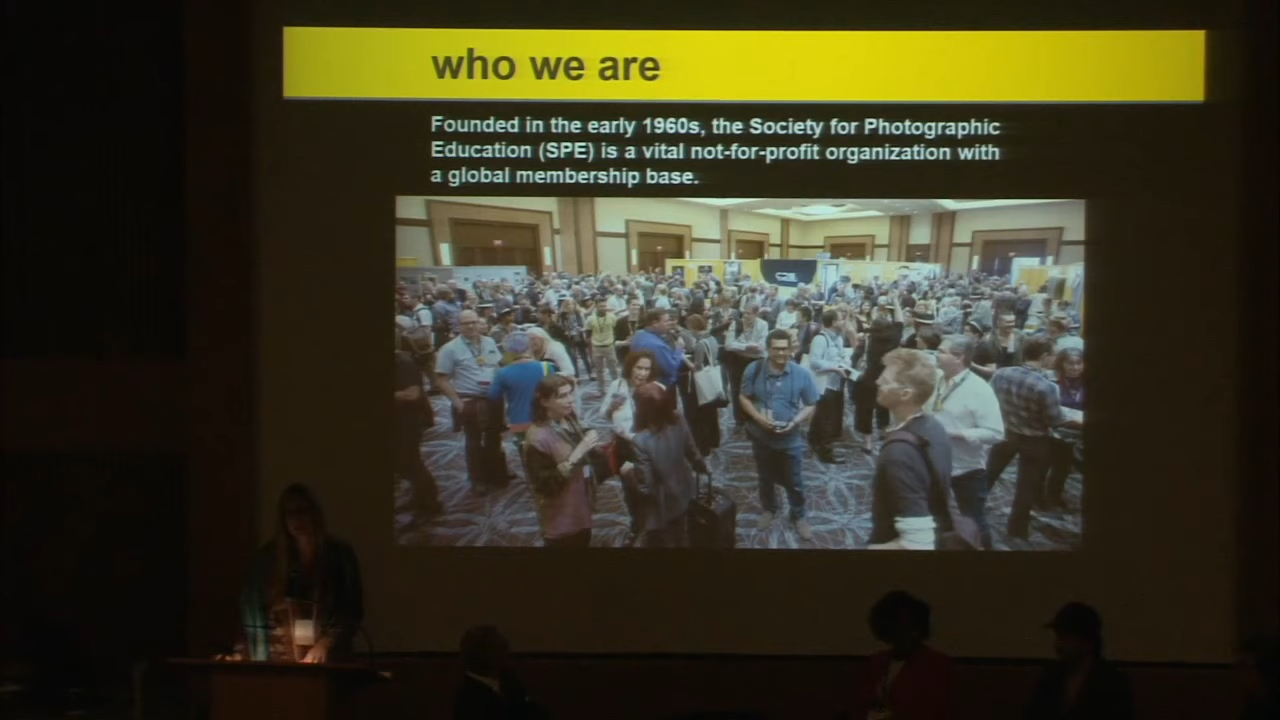 who we are
Founded in the early 1960s, the Society for Photographic
Education (SPE) is a vital not-for-profit organization with
a global membership base.